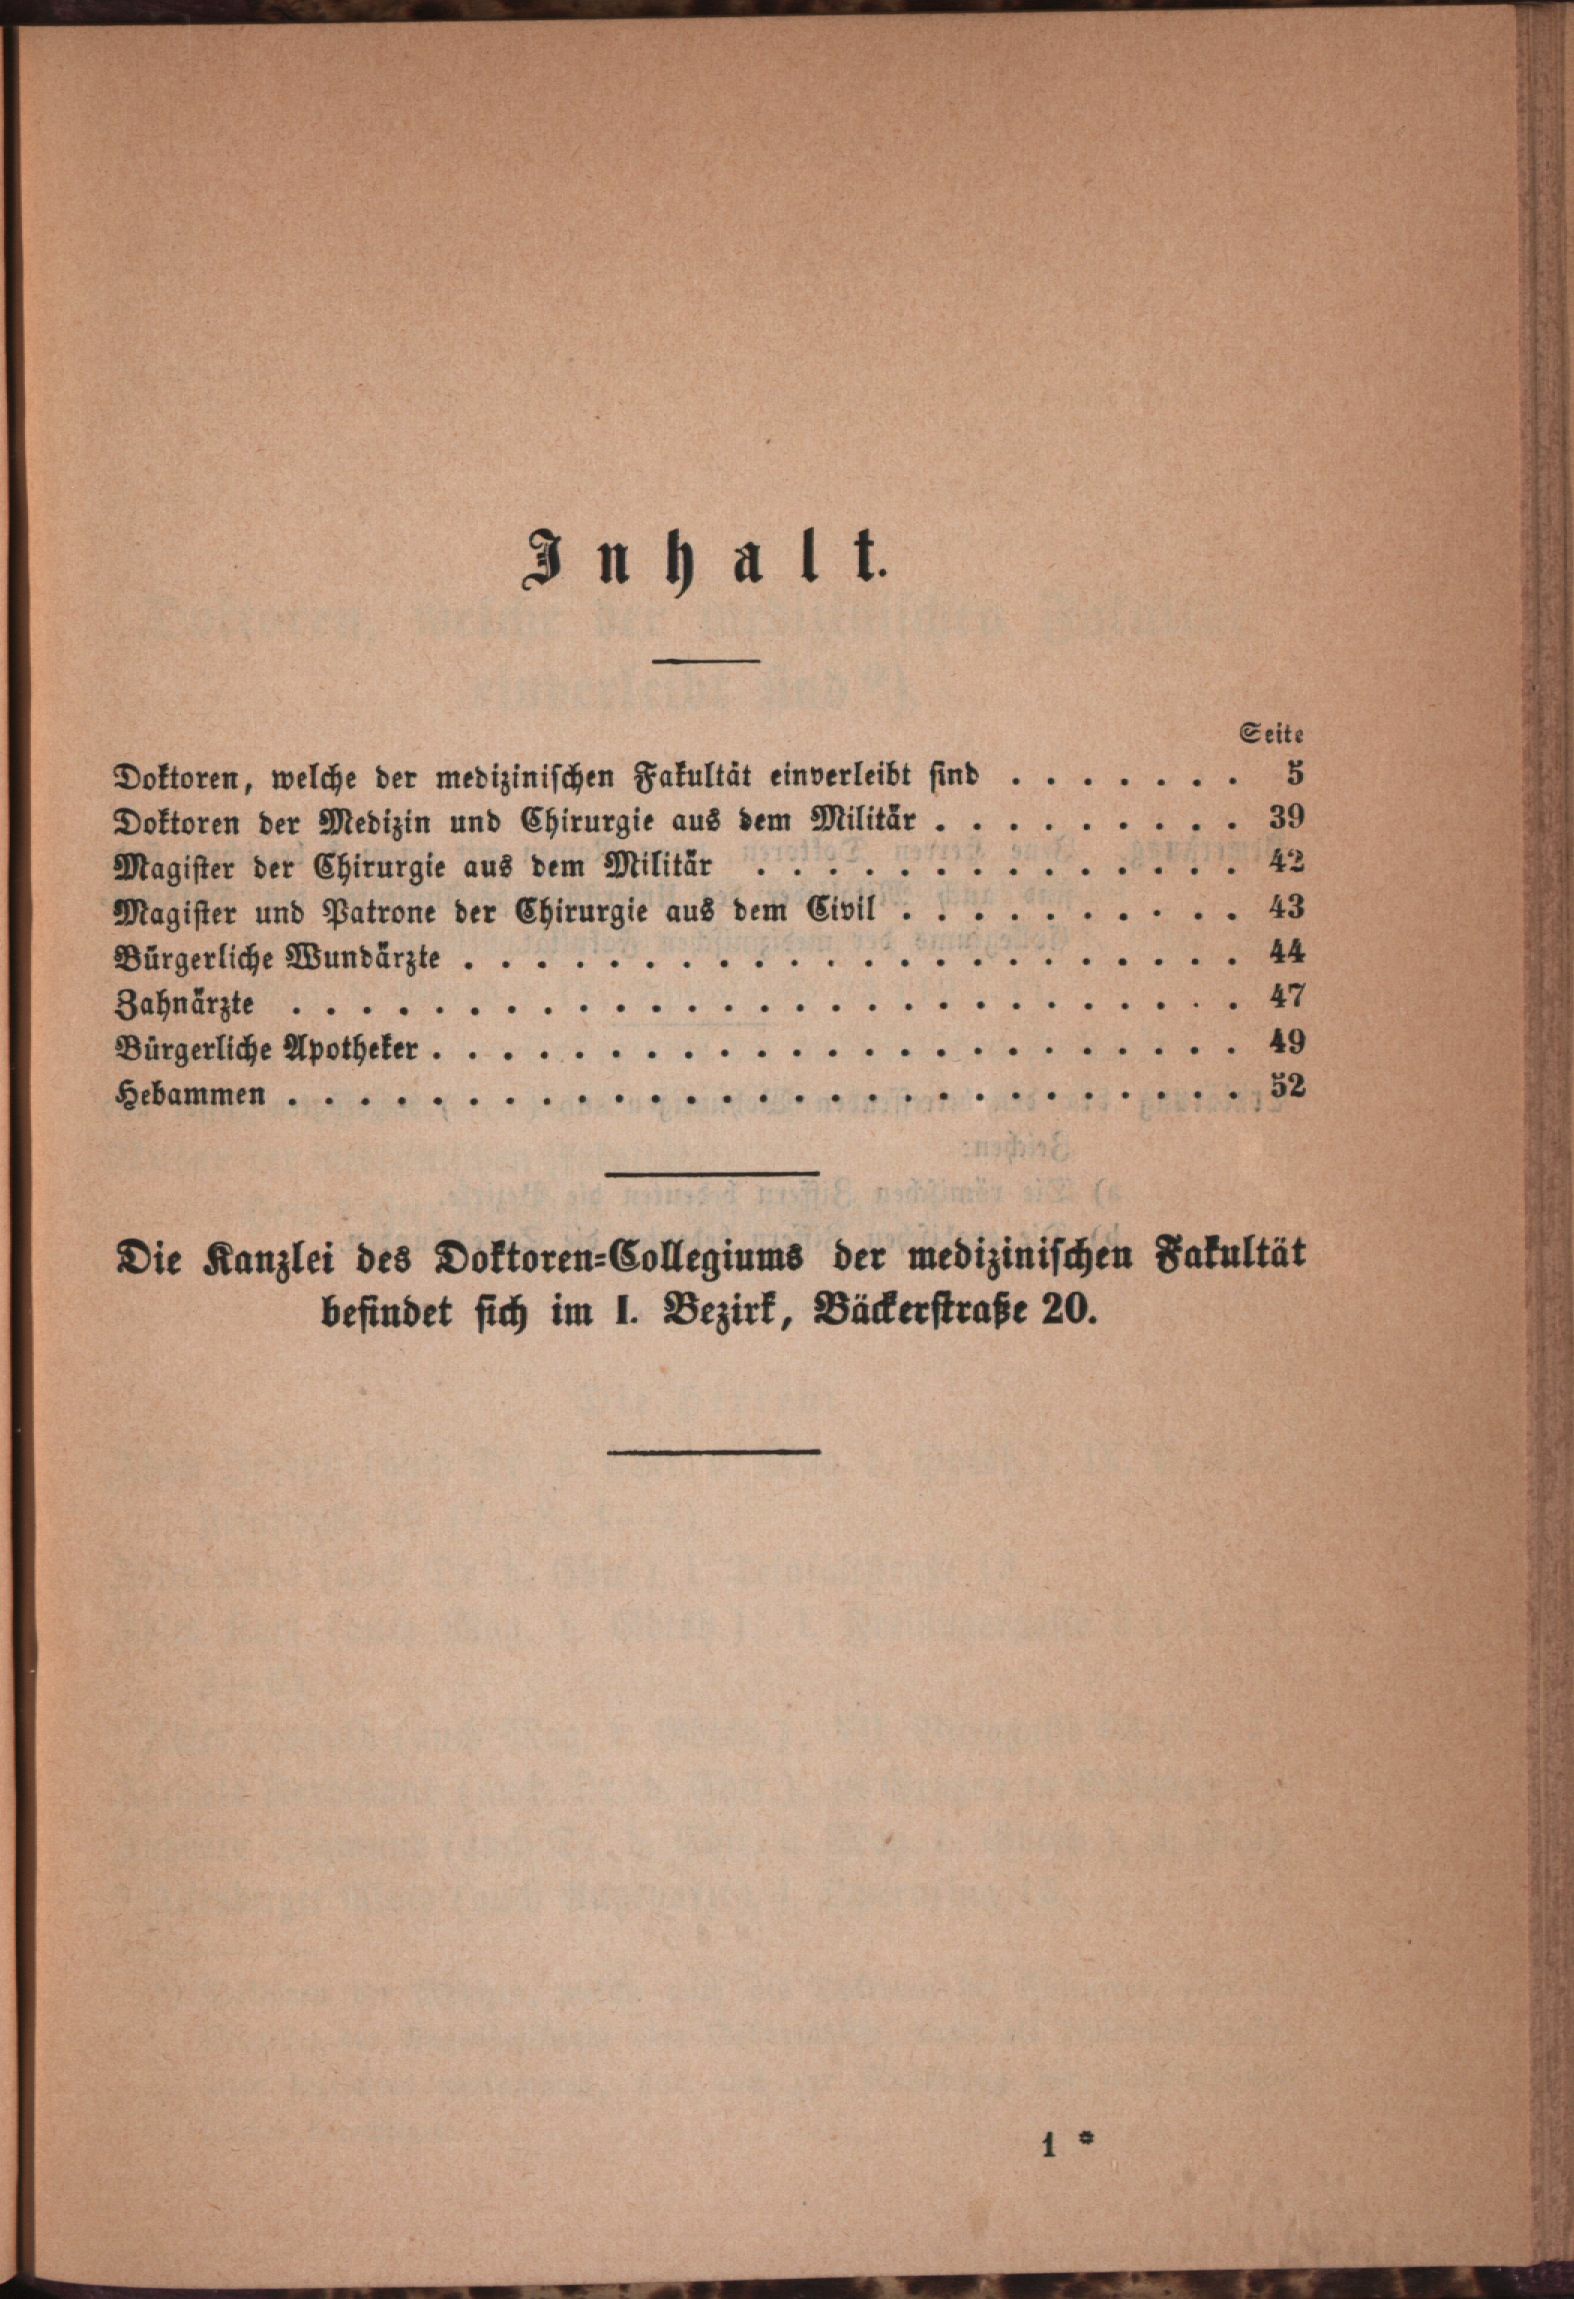 Inhalt.
Seite
Doktoren, welche der medizinischen Fakultät einverleibt sind . . . . . . . 5
Doktoren der Medizin und Chirurgie aus dem Militär . . . . . . . . . 39
Magister der Chirurgie aus dem Militär . . . . . . . . . . . . . . 42
Magister und Patrone der Chirurgie aus dem Civil . . . . . . . . . . 43
Bürgerliche Wundärzte . . . . . . . . . . . . . . . . . . . . . . 44
Zahnärzte . . . . . . . . . . . . . . . . . . . . . . . . . . . 47
Bürgerliche Apotheker . . . . . . . . . . . . . . . . . . . . . . . 49
Hebammen . . . . . . . . . . . . . . . . . . . . . . . . . . . 52
Die Kanzlei des Doktoren-Collegiums der medizinischen Fakultät
befindet sich im I. Bezirk, Bäckerstraße 20.
1 *